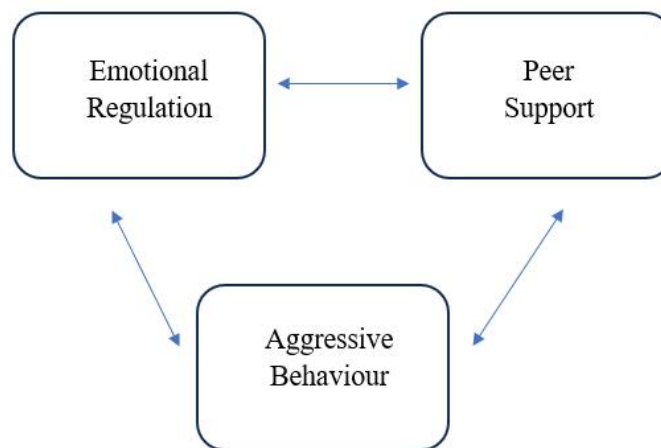 Emotional
Regulation
Peer
Support
Aggressive
Behaviour